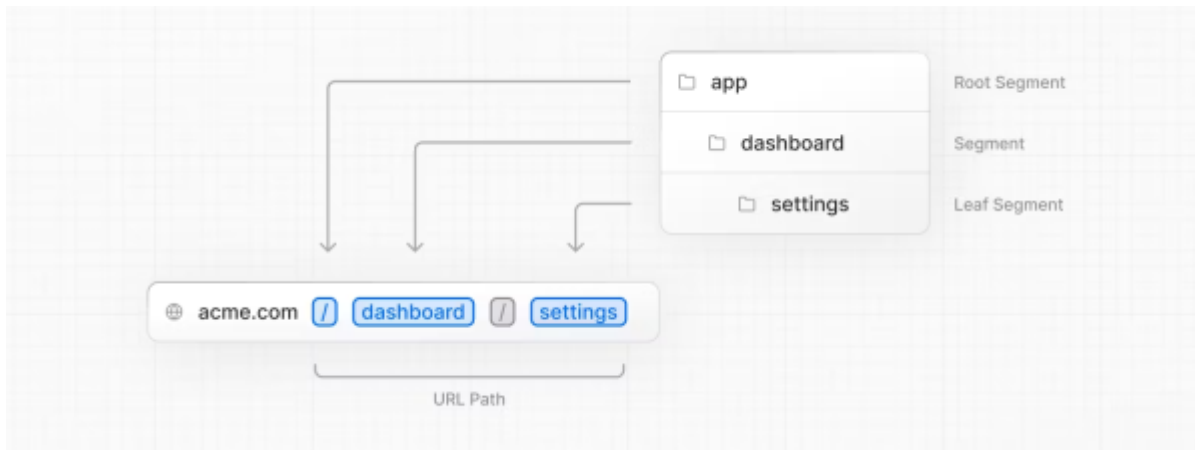 app
Root Segment
dashboard
Segment
settings
Leaf Segment
acme.com / dashboard / settings
URL Path